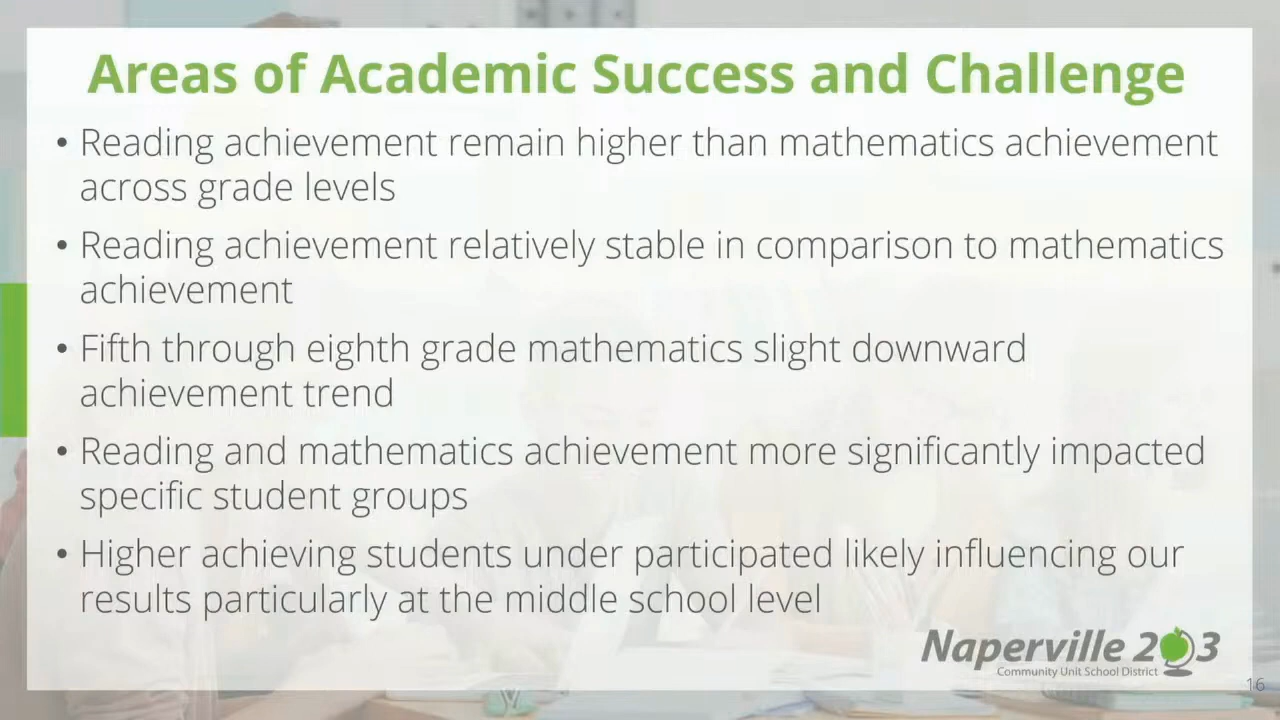 Areas of Academic Success and Challenge
• Reading achievement remain higher than mathematics achievement
across grade levels
• Reading achievement relatively stable in comparison to mathematics
achievement
• Fifth through eighth grade mathematics slight downward
achievement trend
• Reading and mathematics achievement more significantly impacted
specific student groups
• Higher achieving students under participated likely influencing our
results particularly at the middle school level
Naperville 203
Community Unit School District
16